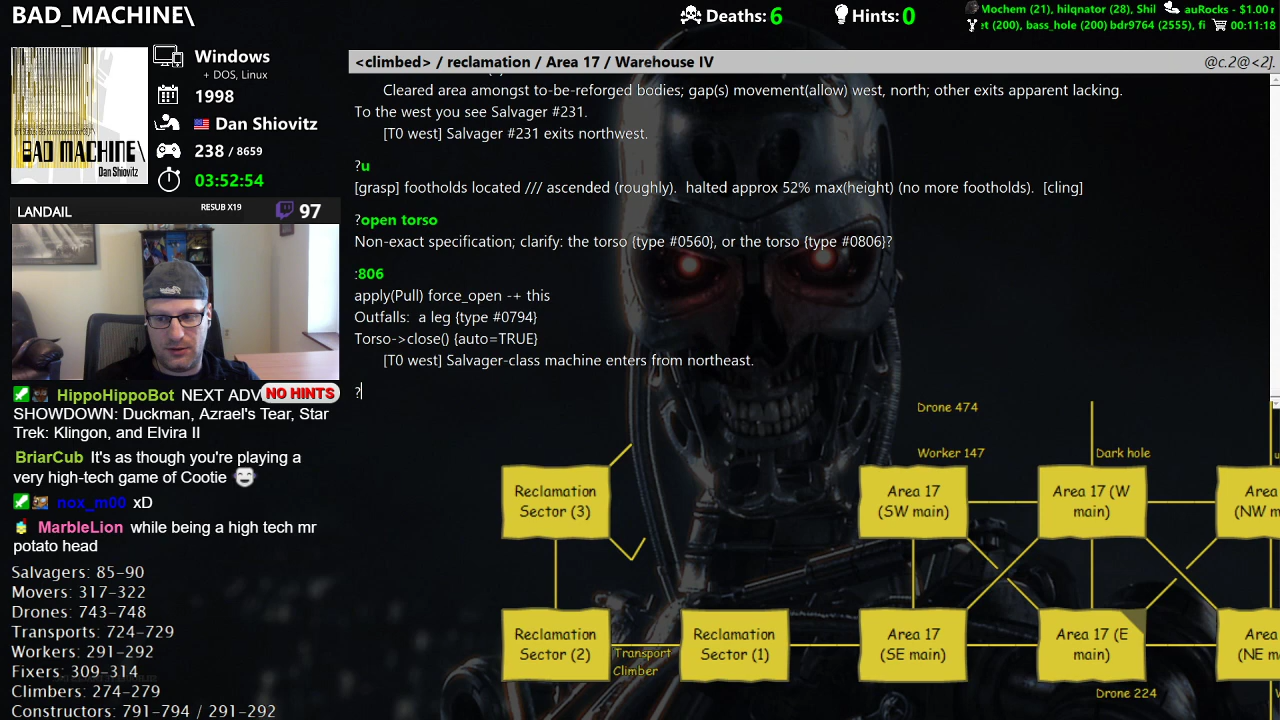 BAD_MACHINE\
Deaths: 6
Hints: 0
Mochem (21), hilqnator (28), Shil
auRocks - $1.00
et (200), bass_hole (200) bdr9764 (2555), fi
00:11:18
BAD MACHINE\
Dan Shiovitz
Windows
+ DOS, Linux
1998
Dan Shiovitz
238 / 8659
03:52:54
LANDAIL
RESUB X19
97
<climbed> / reclamation / Area 17 / Warehouse IV
@c.2@<2].
Cleared area amongst to-be-reforged bodies; gap(s) movement(allow) west, north; other exits apparent lacking.
To the west you see Salvager #231.
[T0 west] Salvager #231 exits northwest.
?u
[grasp] footholds located /// ascended (roughly).  halted approx 52% max(height) (no more footholds).  [cling]
?open torso
Non-exact specification; clarify: the torso {type #0560}, or the torso {type #0806}?
:806
apply(Pull) force_open -+ this
Outfalls:  a leg {type #0794}
Torso->close() {auto=TRUE}
[T0 west] Salvager-class machine enters from northeast.
?
HippoHippoBot NEXT ADV
NO HINTS
SHOWDOWN: Duckman, Azrael's Tear, Star
Trek: Klingon, and Elvira II
BriarCub It's as though you're playing a
very high-tech game of Cootie
nox_m00 xD
MarbleLion while being a high tech mr
potato head
Salvagers: 85-90
Movers: 317-322
Drones: 743-748
Transports: 724-729
Workers: 291-292
Fixers: 309-314
Climbers: 274-279
Constructors: 791-794 / 291-292
Drone 474
Worker 147
Dark hole
Reclamation
Sector (3)
Area 17
(SW main)
Area 17 (W
main)
Area
(NW m
Reclamation
Sector (2)
Transport
Climber
Reclamation
Sector (1)
Area 17
(SE main)
Area 17 (E
main)
Area
(NE m
Drone 224